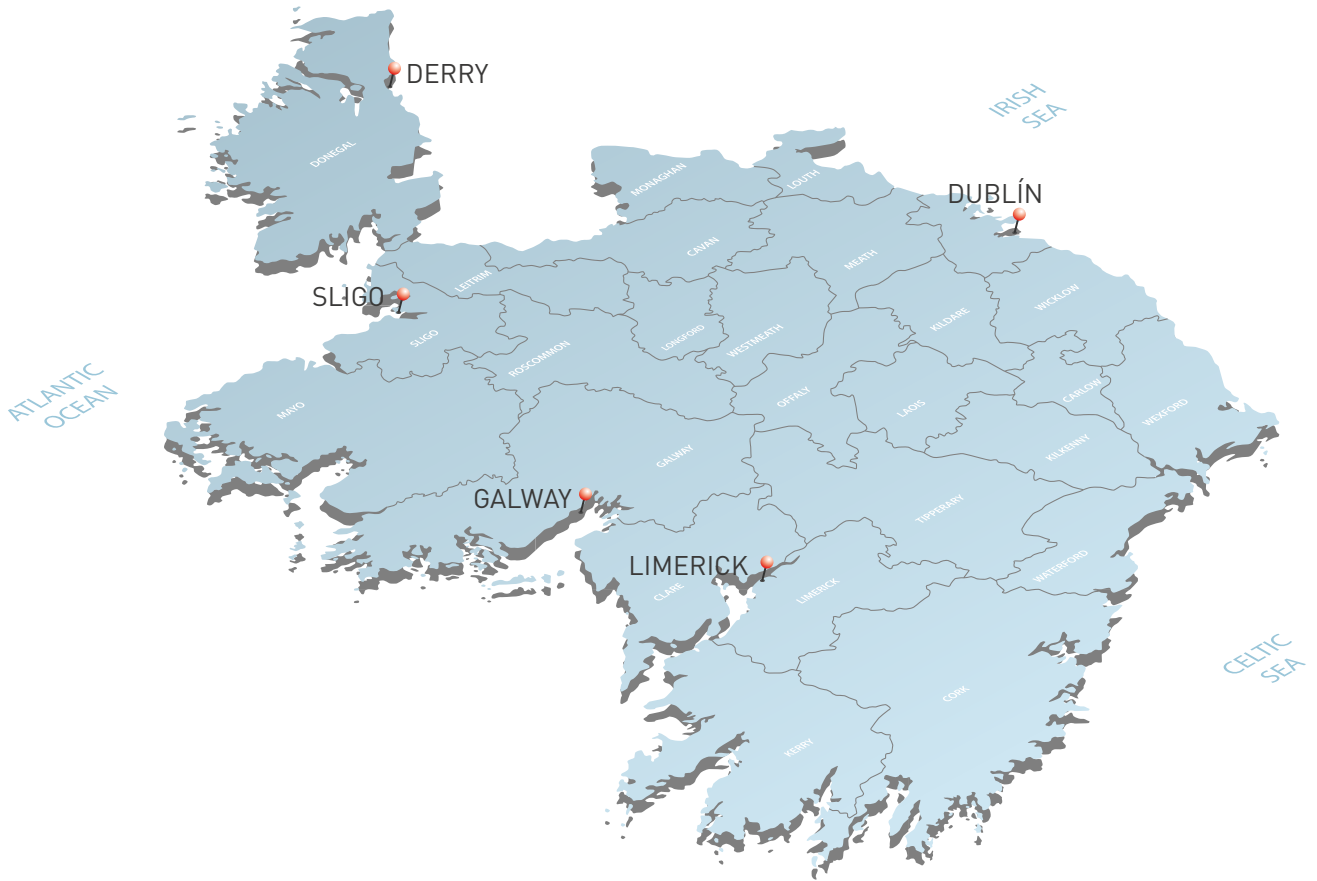 DERRY
IRISH
SEA
DONEGAL
MONAGHAN
LOUTH
DUBLÍN
CAVAN
MEATH
LEITRIM
SLIGO
WICKLOW
SLIGO
LONGFORD
WESTMEATH
KILDARE
ROSCOMMON
ATLANTIC
OCEAN
MAYO
OFFALY
LAOIS
CARLOW
WEXFORD
GALWAY
KILKENNY
GALWAY
TIPPERARY
LIMERICK
CLARE
LIMERICK
WATERFORD
CELTIC
SEA
CORK
KERRY